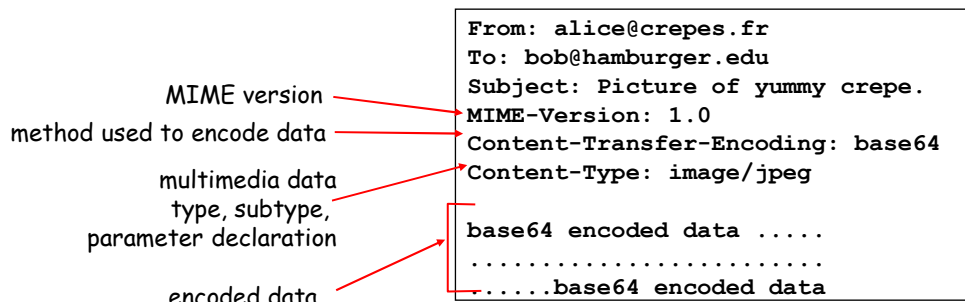 From: alice@crepes.fr
To: bob@hamburger.edu
Subject: Picture of yummy crepe.
MIME-Version: 1.0
Content-Transfer-Encoding: base64
Content-Type: image/jpeg
base64 encoded data .....
.........................
......base64 encoded data
MIME version
method used to encode data
multimedia data
type, subtype,
parameter declaration
encoded data